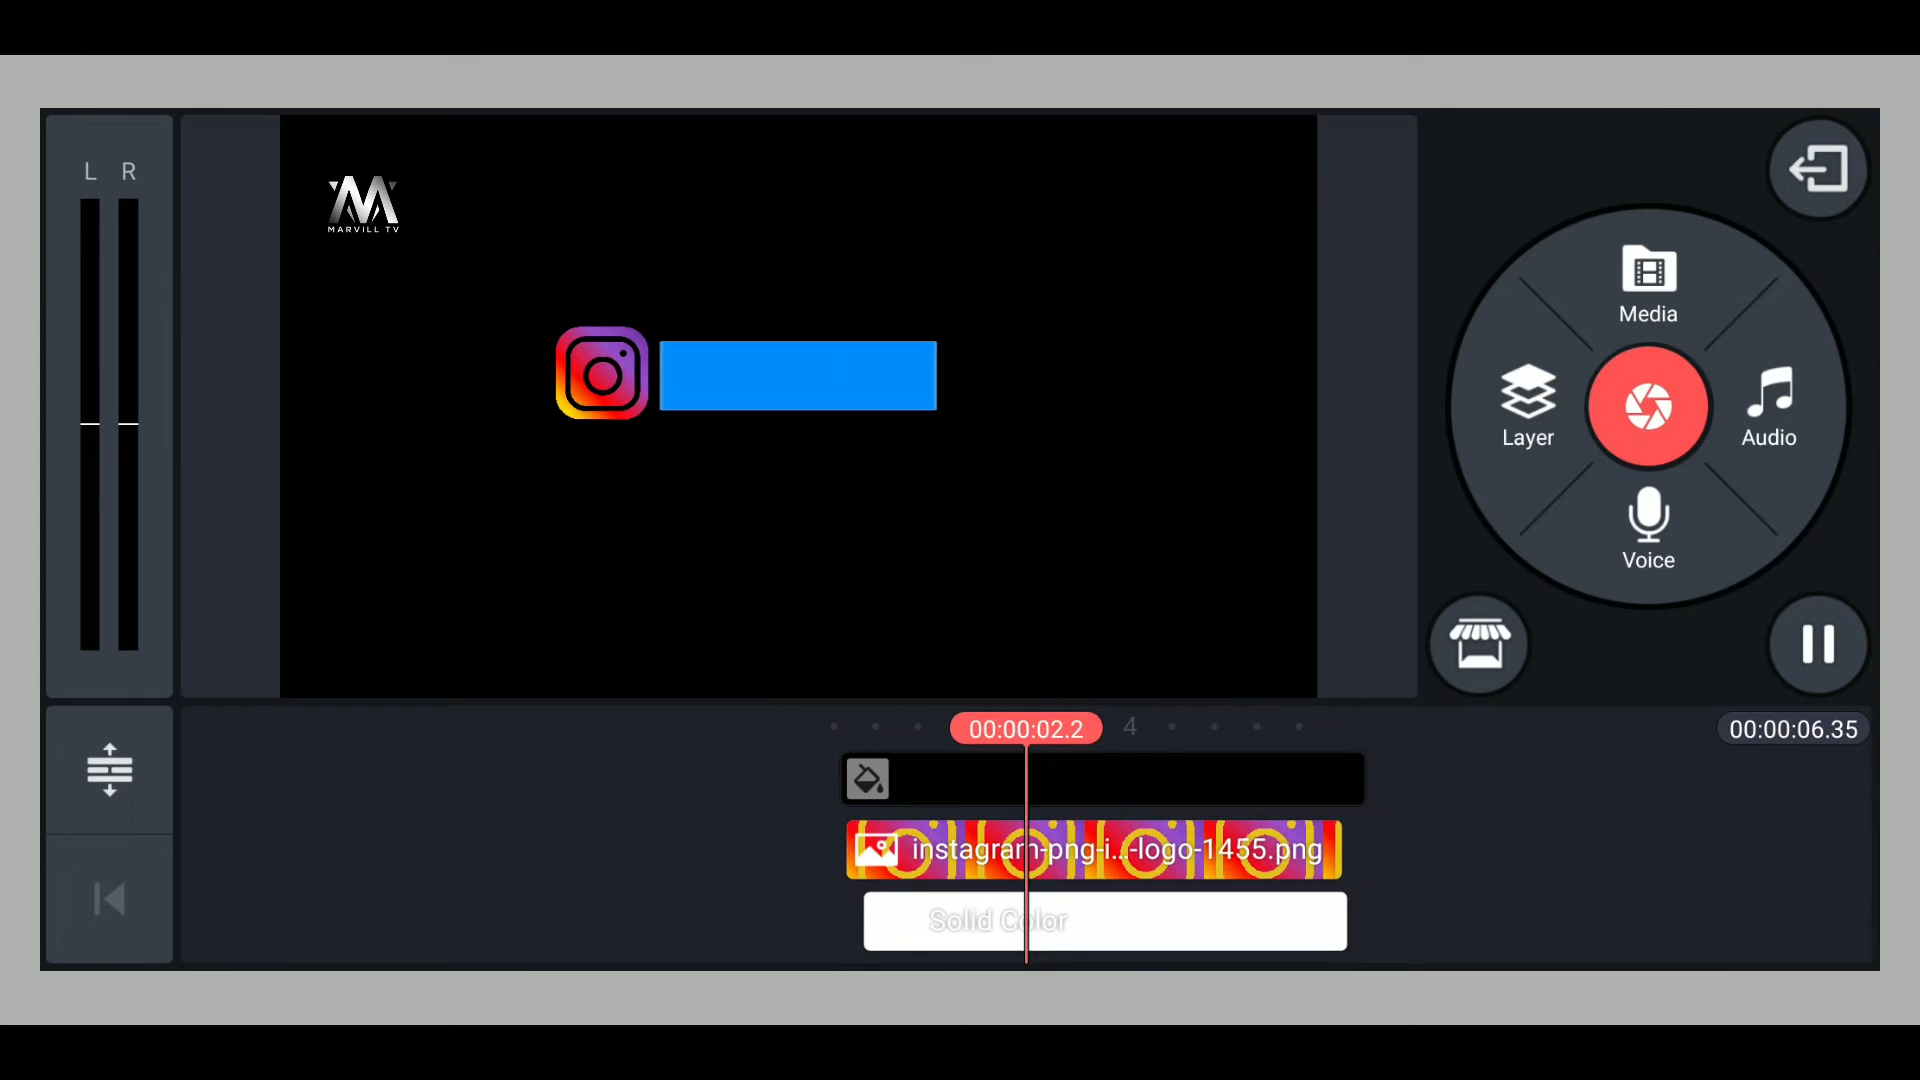 L R
MARVILL TV
Media
Layer
Audio
Voice
00:00:02.2
4
00:00:06.35
instagram-png-i...-logo-1455.png
Solid Color